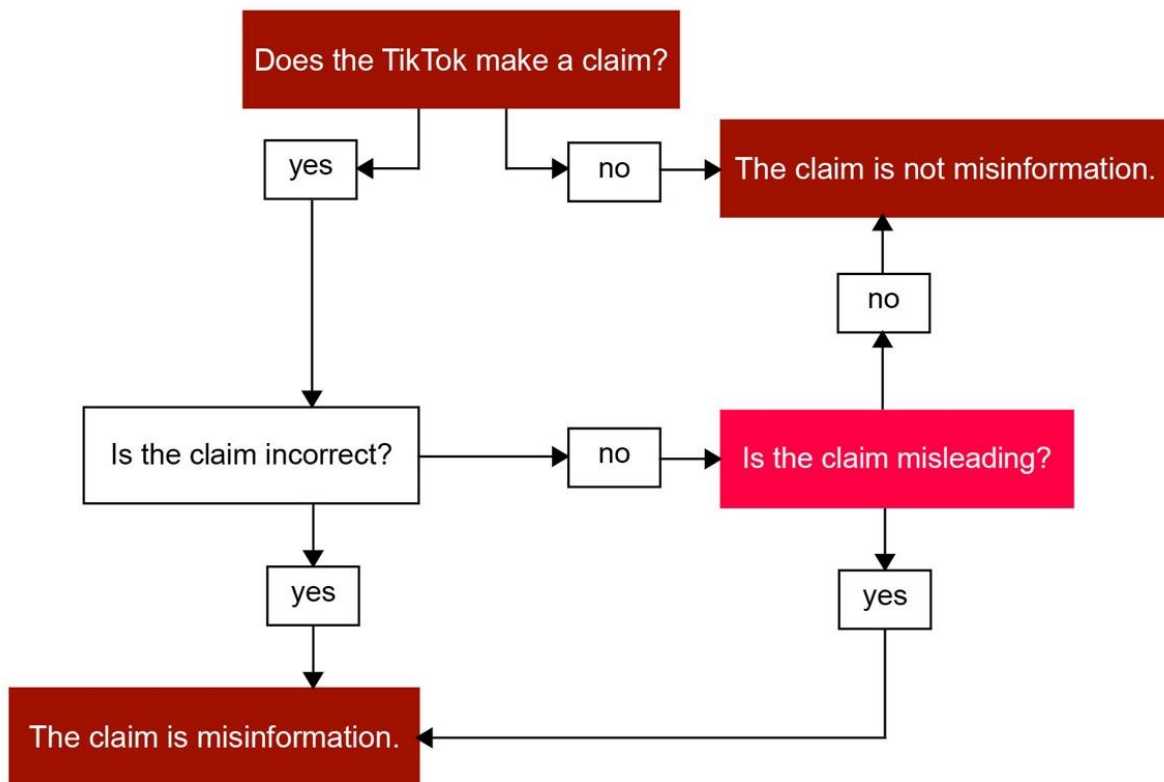 Does the TikTok make a claim?
yes
no
The claim is not misinformation.
no
Is the claim incorrect?
no
Is the claim misleading?
yes
yes
The claim is misinformation.